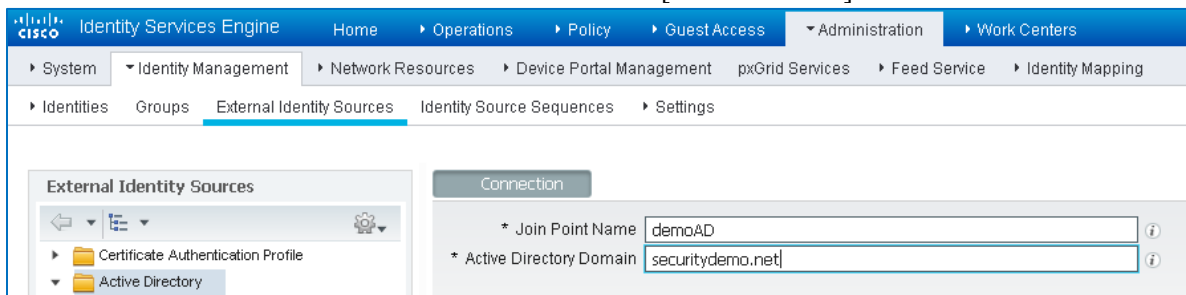 cisco Identity Services Engine Home Operations Policy Guest Access Administration Work Centers
System Identity Management Network Resources Device Portal Management pxGrid Services Feed Service Identity Mapping
Identities Groups External Identity Sources Identity Source Sequences Settings
External Identity Sources
Connection
* Join Point Name demoAD
* Active Directory Domain securitydemo.net
Certificate Authentication Profile
Active Directory